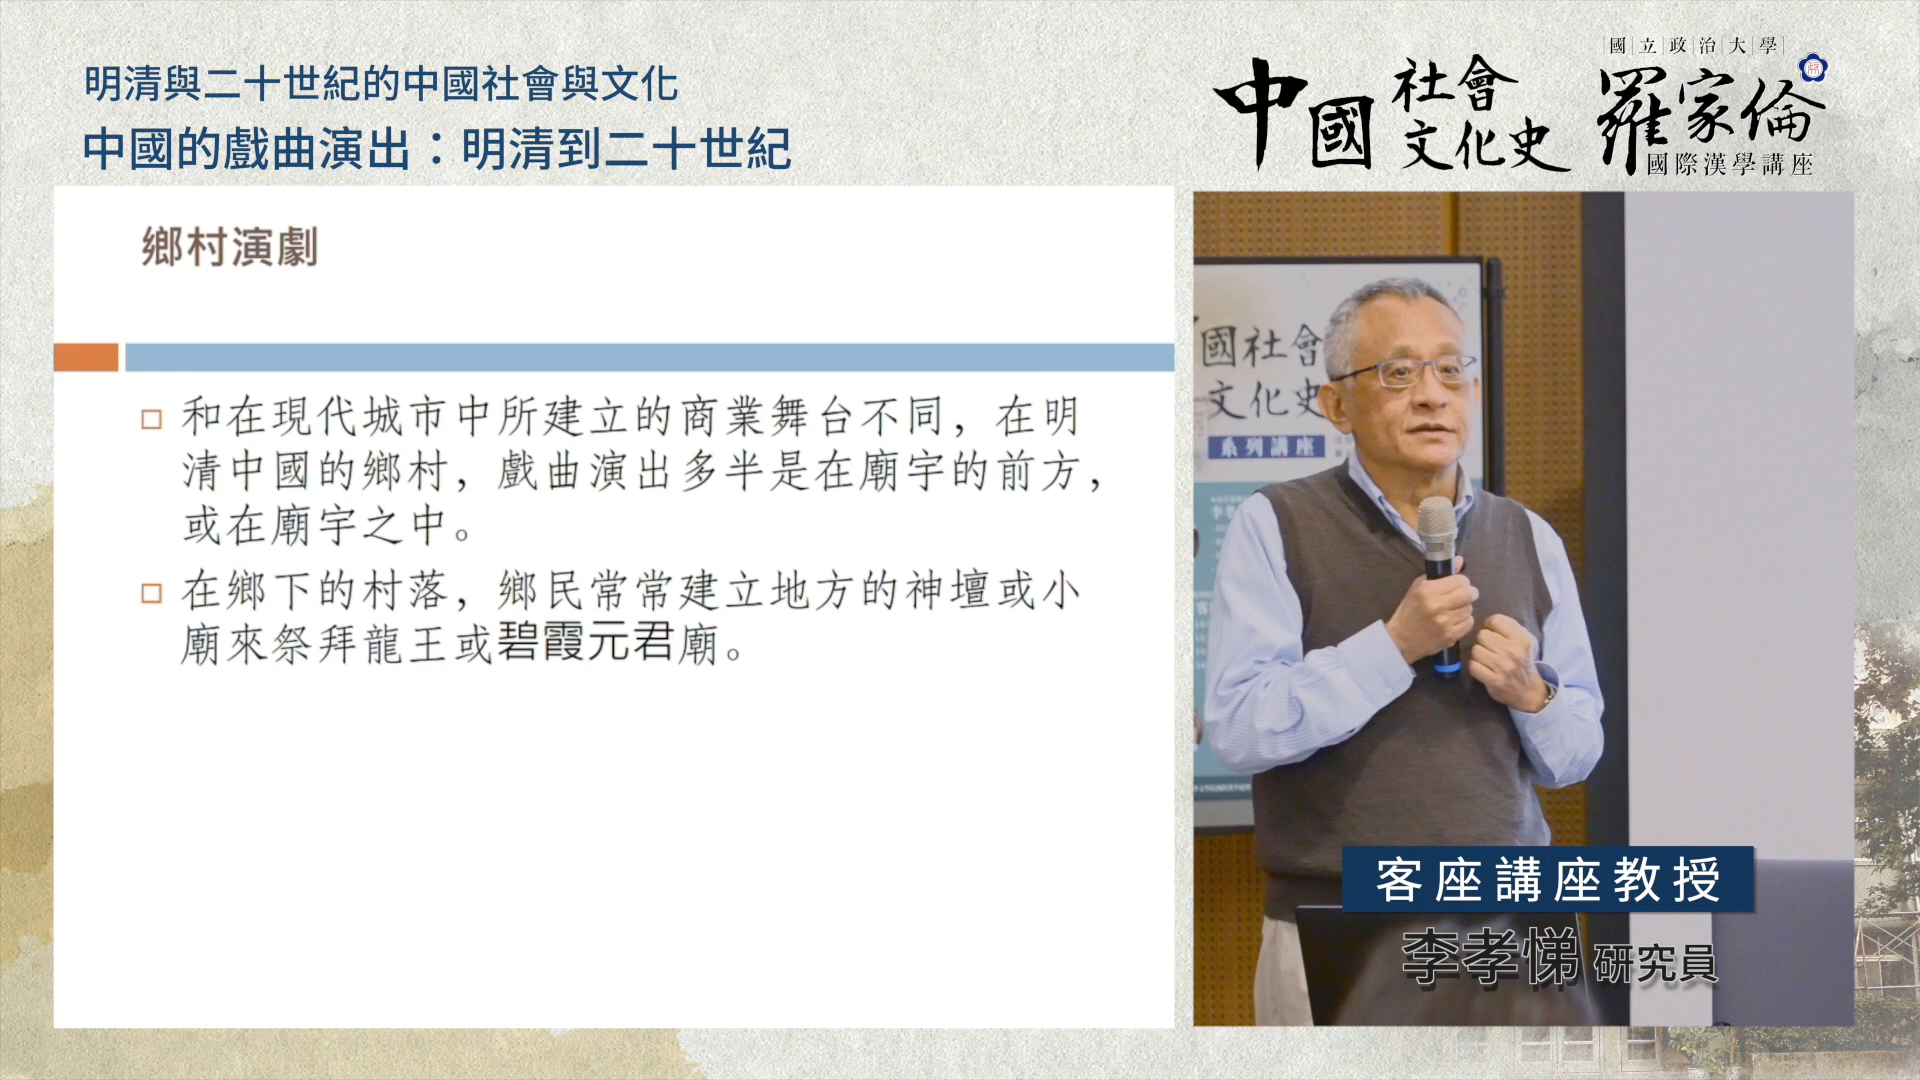 明清與二十世紀的中國社會與文化
中國的戲曲演出：明清到二十世紀
中國社會文化史
國立政治大學
羅家倫
國際漢學講座
鄉村演劇
和在現代城市中所建立的商業舞台不同，在明
清中國的鄉村，戲曲演出多半是在廟宇的前方，
或在廟宇之中。
在鄉下的村落，鄉民常常建立地方的神壇或小
廟來祭拜龍王或碧霞元君廟。
國社會
文化史
系列講座
客座講座教授
李孝悌 研究員